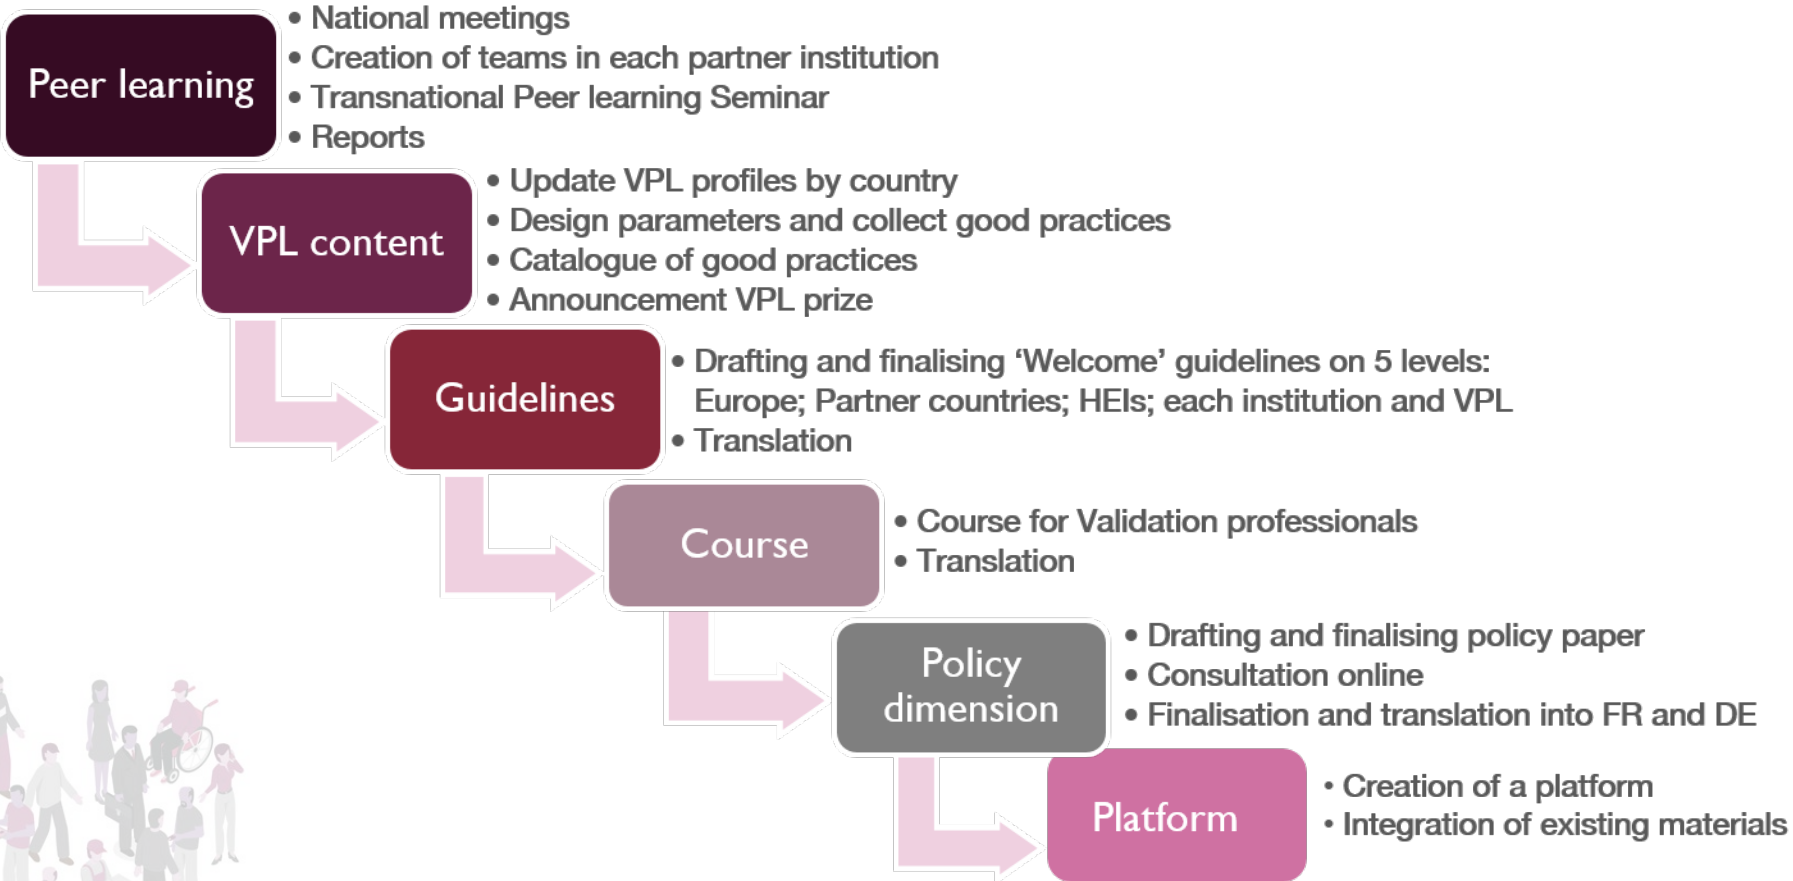 Peer learning
• National meetings
• Creation of teams in each partner institution
• Transnational Peer learning Seminar
• Reports
VPL content
• Update VPL profiles by country
• Design parameters and collect good practices
• Catalogue of good practices
• Announcement VPL prize
Guidelines
• Drafting and finalising ‘Welcome’ guidelines on 5 levels:
Europe; Partner countries; HEIs; each institution and VPL
• Translation
Course
• Course for Validation professionals
• Translation
Policy
dimension
• Drafting and finalising policy paper
• Consultation online
• Finalisation and translation into FR and DE
Platform
• Creation of a platform
• Integration of existing materials